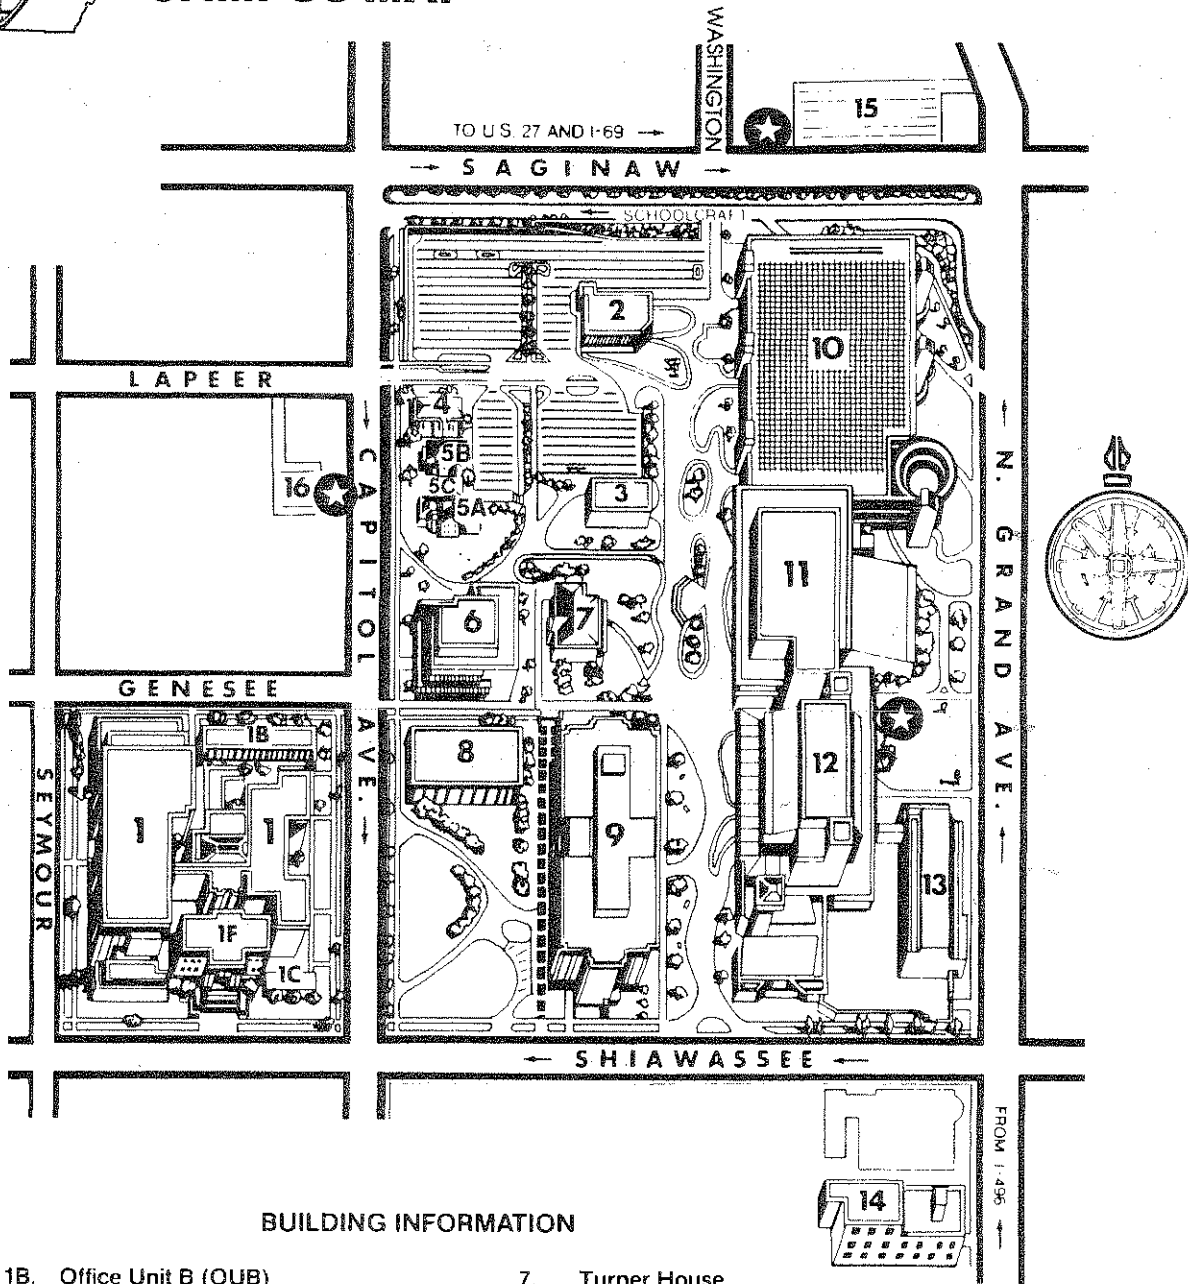 WASHINGTON
15
TO U.S. 27 AND I-69 →
→ SAGINAW →
← SCHOOLCRAFT
2
10
LAPEER
4
5B
5C
5A
16
3
← CAPITOL AVE. →
← N. GRAND AVE. ←
11
6
7
GENESEE
1B
8
12
SEYMOUR
1
1
9
13
1F
1C
← SHIAWASSEE ←
FROM I-496 ←
14
BUILDING INFORMATION
1B. Office Unit B (OUB)
7. Turner House